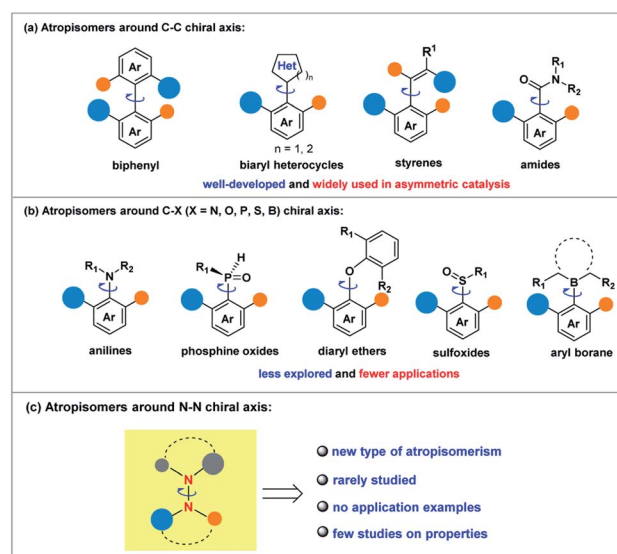 (a) Atropisomers around C-C chiral axis:
Ar
Ar
biphenyl
Het
( )n
Ar
n = 1, 2
biaryl heterocycles
R1
Ar
styrenes
O
N
R1
R2
Ar
amides
well-developed and widely used in asymmetric catalysis
(b) Atropisomers around C-X (X = N, O, P, S, B) chiral axis:
R1
N
R2
Ar
anilines
R1
P
H
O
Ar
phosphine oxides
R1
O
R2
Ar
diaryl ethers
O
S
R1
Ar
sulfoxides
R1
B
R2
Ar
aryl borane
less explored and fewer applications
(c) Atropisomers around N-N chiral axis:
N
N
new type of atropisomerism
rarely studied
no application examples
few studies on properties